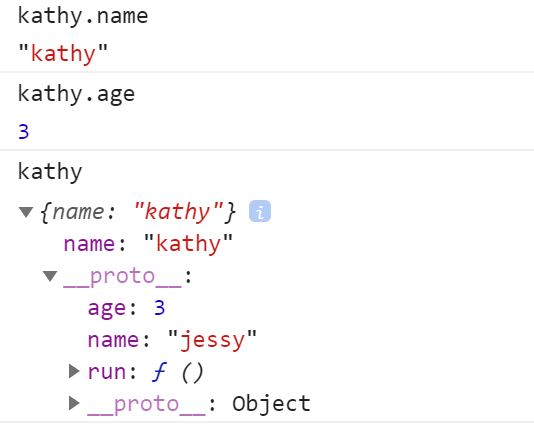 kathy.name
"kathy"
kathy.age
3
kathy
{name: "kathy"} i
name: "kathy"
__proto__:
age: 3
name: "jessy"
run: ƒ ()
__proto__: Object